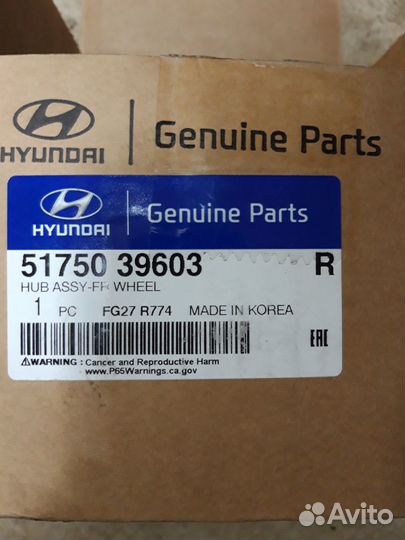 HYUNDAI
Genuine Parts
HYUNDAI
Genuine Parts
51750 39603 R
HUB ASSY-FR WHEEL
1 PC FG27 R774 MADE IN KOREA
EAC
⚠WARNING : Cancer and Reproductive Harm
www.P65Warnings.ca.gov
Avito